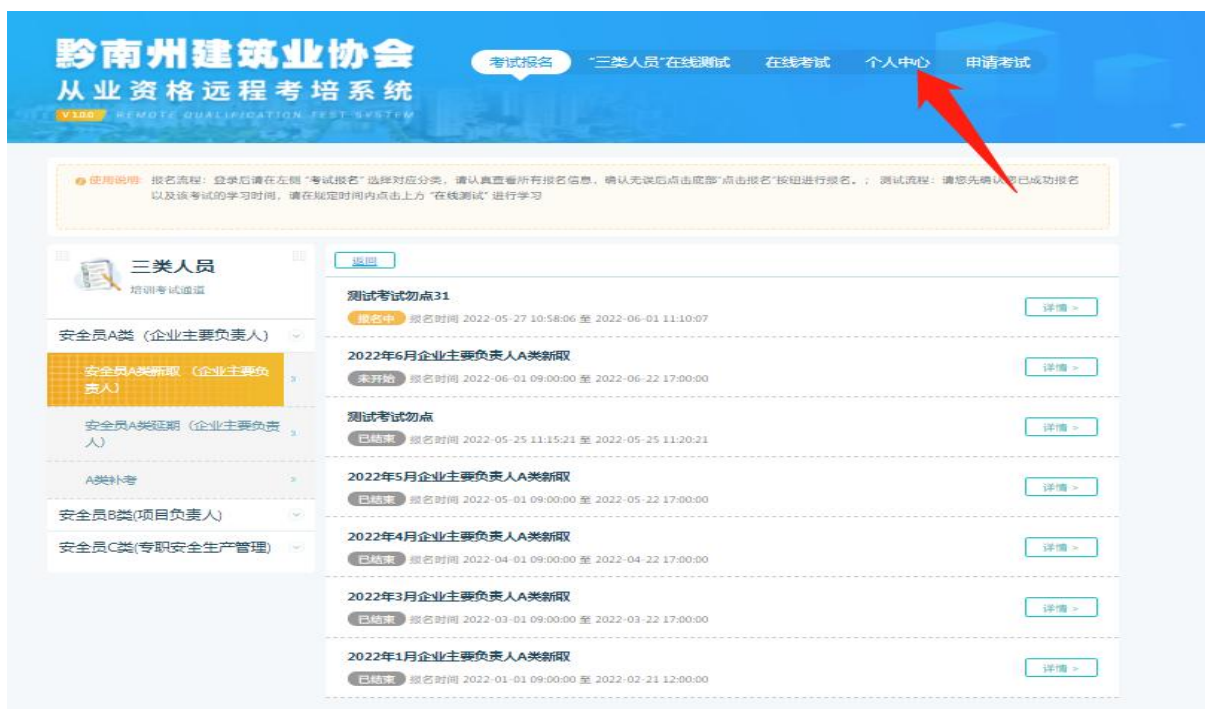 黔南州建筑业协会
从业资格远程考培系统
V1.0.0 REMOTE QUALIFICATION TEST SYSTEM
考试报名 “三类人员”在线测试 在线考试 个人中心 申请考试
使用说明: 报名流程：登录后请在左侧 “考试报名” 选择对应分类，请认真查看所有报名信息，确认无误后点击底部“点击报名”按钮进行报名。； 测试流程：请您先确认您已成功报名
以及该考试的学习时间，请在规定时间内点击上方 “在线测试” 进行学习
三类人员
培训考试通道
安全员A类（企业主要负责人）
安全员A类新取（企业主要负
责人）
安全员A类延期（企业主要负责
人）
A类补考
安全员B类(项目负责人)
安全员C类(专职安全生产管理)
返回
测试考试勿点31
报名中 报名时间 2022-05-27 10:58:06 至 2022-06-01 11:10:07
详情 >
2022年6月企业主要负责人A类新取
未开始 报名时间 2022-06-01 09:00:00 至 2022-06-22 17:00:00
详情 >
测试考试勿点
已结束 报名时间 2022-05-25 11:15:21 至 2022-05-25 11:20:21
详情 >
2022年5月企业主要负责人A类新取
已结束 报名时间 2022-05-01 09:00:00 至 2022-05-22 17:00:00
详情 >
2022年4月企业主要负责人A类新取
已结束 报名时间 2022-04-01 09:00:00 至 2022-04-22 17:00:00
详情 >
2022年3月企业主要负责人A类新取
已结束 报名时间 2022-03-01 09:00:00 至 2022-03-22 17:00:00
详情 >
2022年1月企业主要负责人A类新取
已结束 报名时间 2022-01-01 09:00:00 至 2022-02-21 12:00:00
详情 >